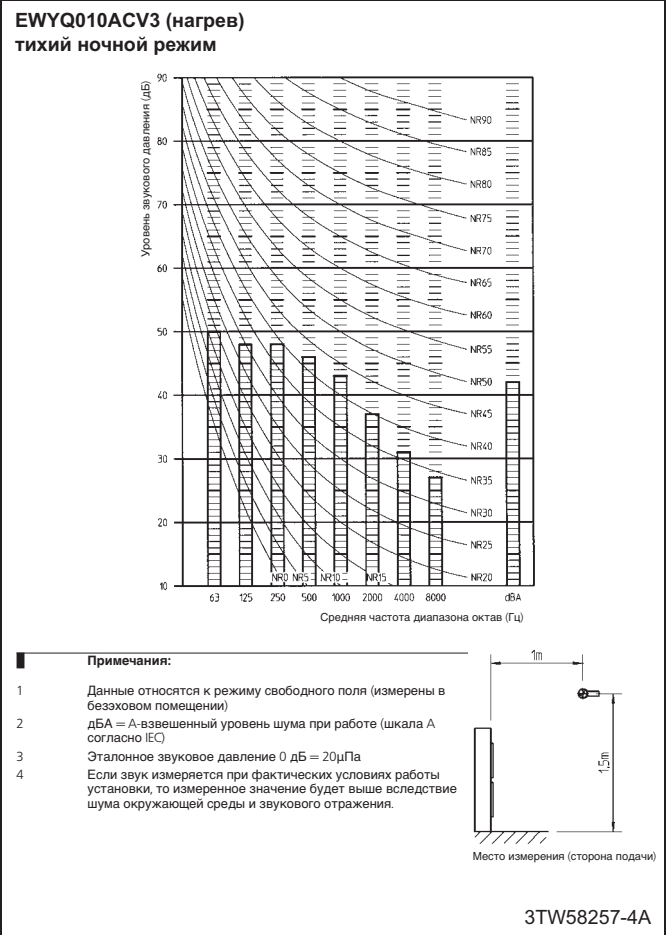 EWYQ010ACV3 (нагрев)
тихий ночной режим
Уровень звукового давления (дБ)
90
80
70
60
50
40
30
20
10
NR90
NR85
NR80
NR75
NR70
NR65
NR60
NR55
NR50
NR45
NR40
NR35
NR30
NR25
NR20
NR0 NR5 NR10 NR15
63 125 250 500 1000 2000 4000 8000 dBA
Средняя частота диапазона октав (Гц)
Примечания:
1 Данные относятся к режиму свободного поля (измерены в
безэховом помещении)
2 дБА = А-взвешенный уровень шума при работе (шкала А
согласно IEC)
3 Эталонное звуковое давление 0 дБ = 20µПа
4 Если звук измеряется при фактических условиях работы
установки, то измеренное значение будет выше вследствие
шума окружающей среды и звукового отражения.
1m
1,5m
Место измерения (сторона подачи)
3TW58257-4A